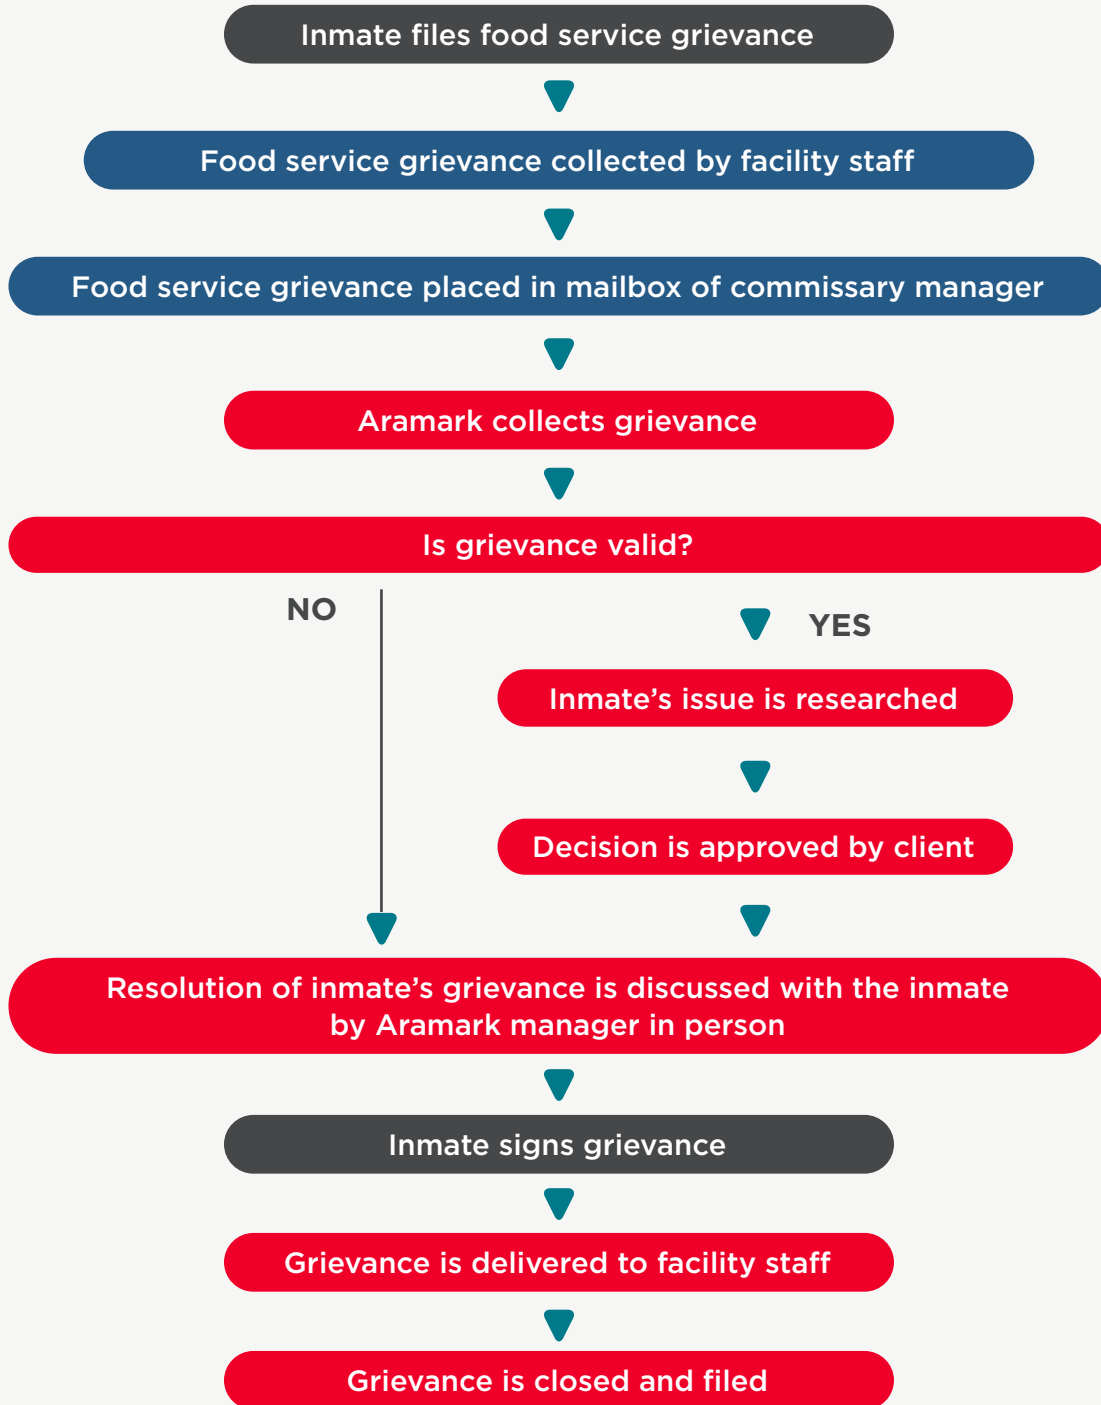 Inmate files food service grievance
Food service grievance collected by facility staff
Food service grievance placed in mailbox of commissary manager
Aramark collects grievance
Is grievance valid?
NO
YES
Inmate’s issue is researched
Decision is approved by client
Resolution of inmate’s grievance is discussed with the inmate
by Aramark manager in person
Inmate signs grievance
Grievance is delivered to facility staff
Grievance is closed and filed